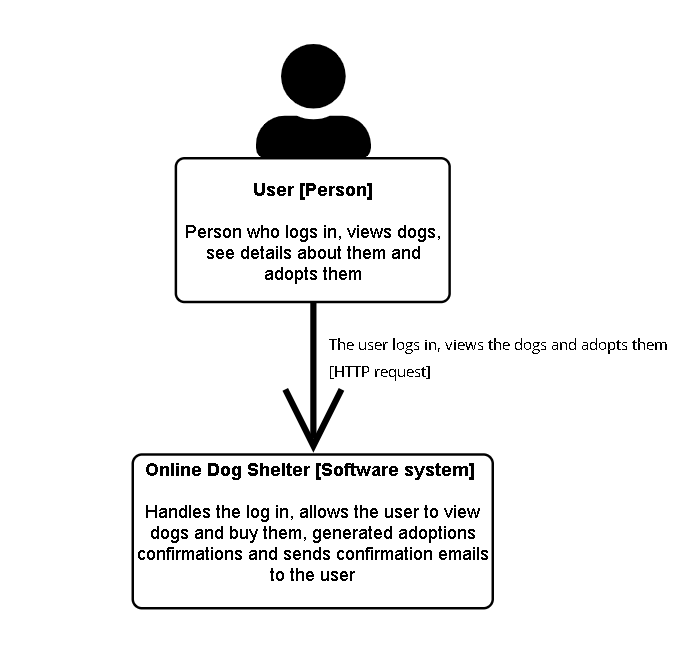 User [Person]
Person who logs in, views dogs,
see details about them and
adopts them
The user logs in, views the dogs and adopts them
[HTTP request]
Online Dog Shelter [Software system]
Handles the log in, allows the user to view
dogs and buy them, generated adoptions
confirmations and sends confirmation emails
to the user